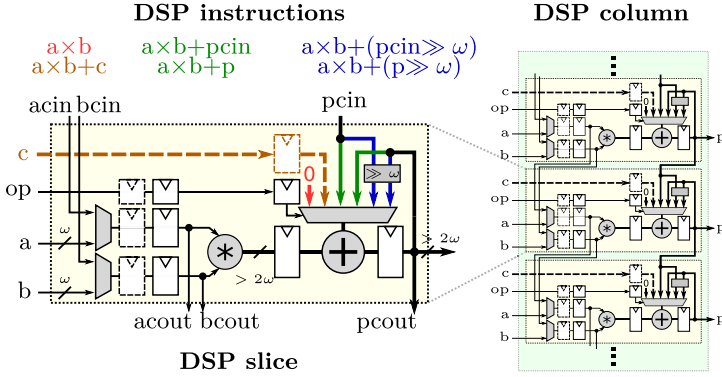 DSP instructions
DSP column
a×b
a×b+pcin
a×b+(pcin≫ ω)
a×b+c
a×b+p
a×b+(p≫ ω)
acin bcin
pcin
c
0
≫ ω
op
ω
a
*
+
> 2ω
> 2ω
ω
b
acout bcout
pcout
DSP slice
c
0
op
a
*
+
p
b
c
0
op
a
*
+
p
b
c
0
op
a
*
+
p
b